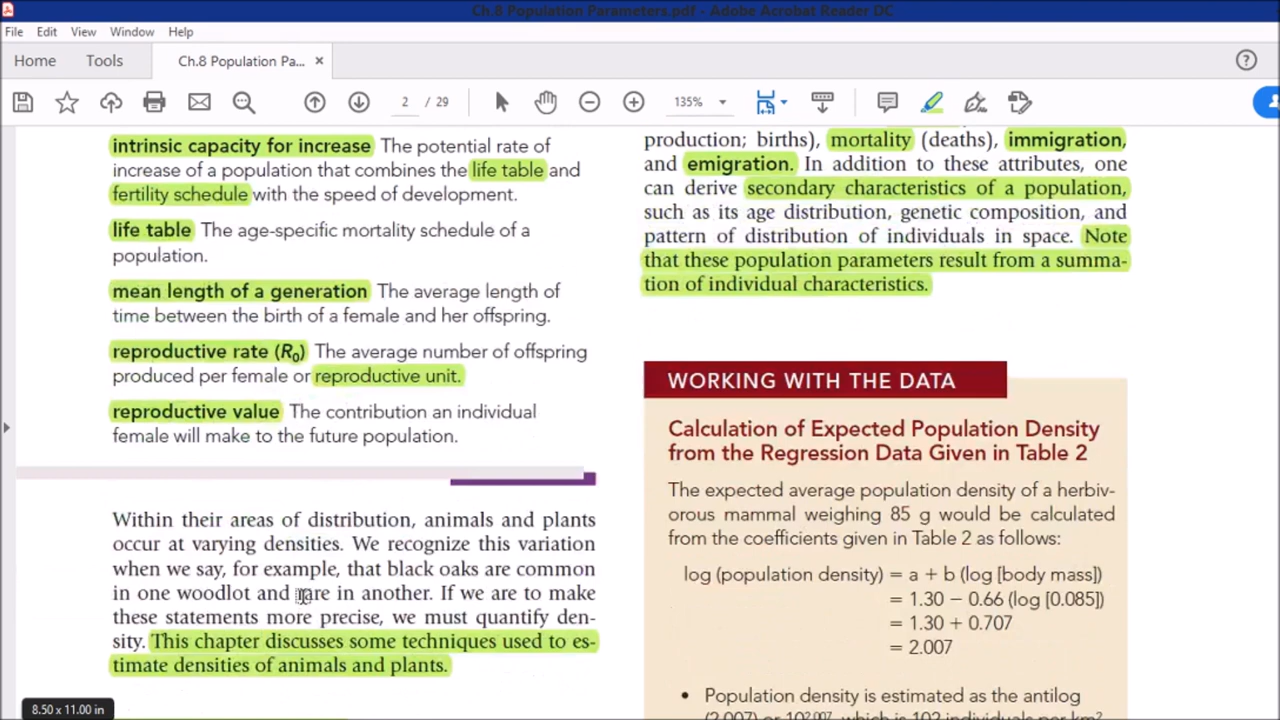 Ch.8 Population Parameters.pdf - Adobe Acrobat Reader DC
File Edit View Window Help
Home Tools Ch.8 Population Pa... ×
2 / 29 135%
intrinsic capacity for increase The potential rate of
increase of a population that combines the life table and
fertility schedule with the speed of development.
life table The age-specific mortality schedule of a
population.
mean length of a generation The average length of
time between the birth of a female and her offspring.
reproductive rate (R0) The average number of offspring
produced per female or reproductive unit.
reproductive value The contribution an individual
female will make to the future population.
Within their areas of distribution, animals and plants
occur at varying densities. We recognize this variation
when we say, for example, that black oaks are common
in one woodlot and rare in another. If we are to make
these statements more precise, we must quantify den-
sity. This chapter discusses some techniques used to es-
timate densities of animals and plants.
8.50 x 11.00 in
production; births), mortality (deaths), immigration,
and emigration. In addition to these attributes, one
can derive secondary characteristics of a population,
such as its age distribution, genetic composition, and
pattern of distribution of individuals in space. Note
that these population parameters result from a summa-
tion of individual characteristics.
WORKING WITH THE DATA
Calculation of Expected Population Density
from the Regression Data Given in Table 2
The expected average population density of a herbiv-
orous mammal weighing 85 g would be calculated
from the coefficients given in Table 2 as follows:
log (population density) = a + b (log [body mass])
= 1.30 − 0.66 (log [0.085])
= 1.30 + 0.707
= 2.007
• Population density is estimated as the antilog
(2.007) or 10^2.007, which is 102 individuals per km2